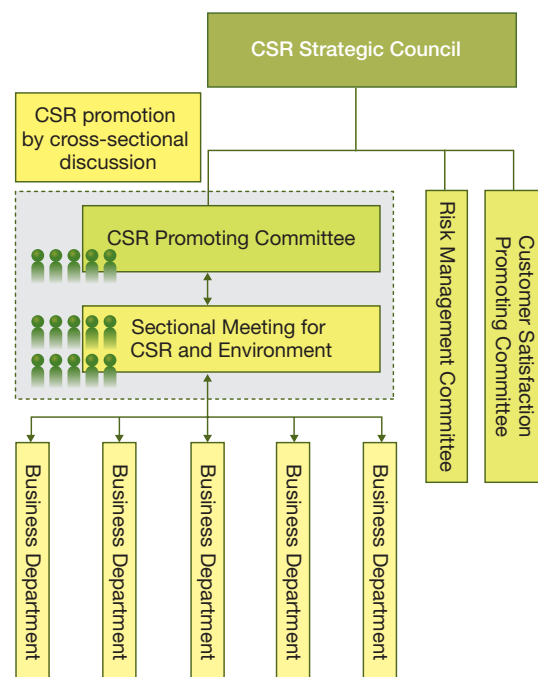 CSR Strategic Council
CSR promotion
by cross-sectional
discussion
CSR Promoting Committee
Sectional Meeting for
CSR and Environment
Risk Management Committee
Customer Satisfaction
Promoting Committee
Business Department
Business Department
Business Department
Business Department
Business Department